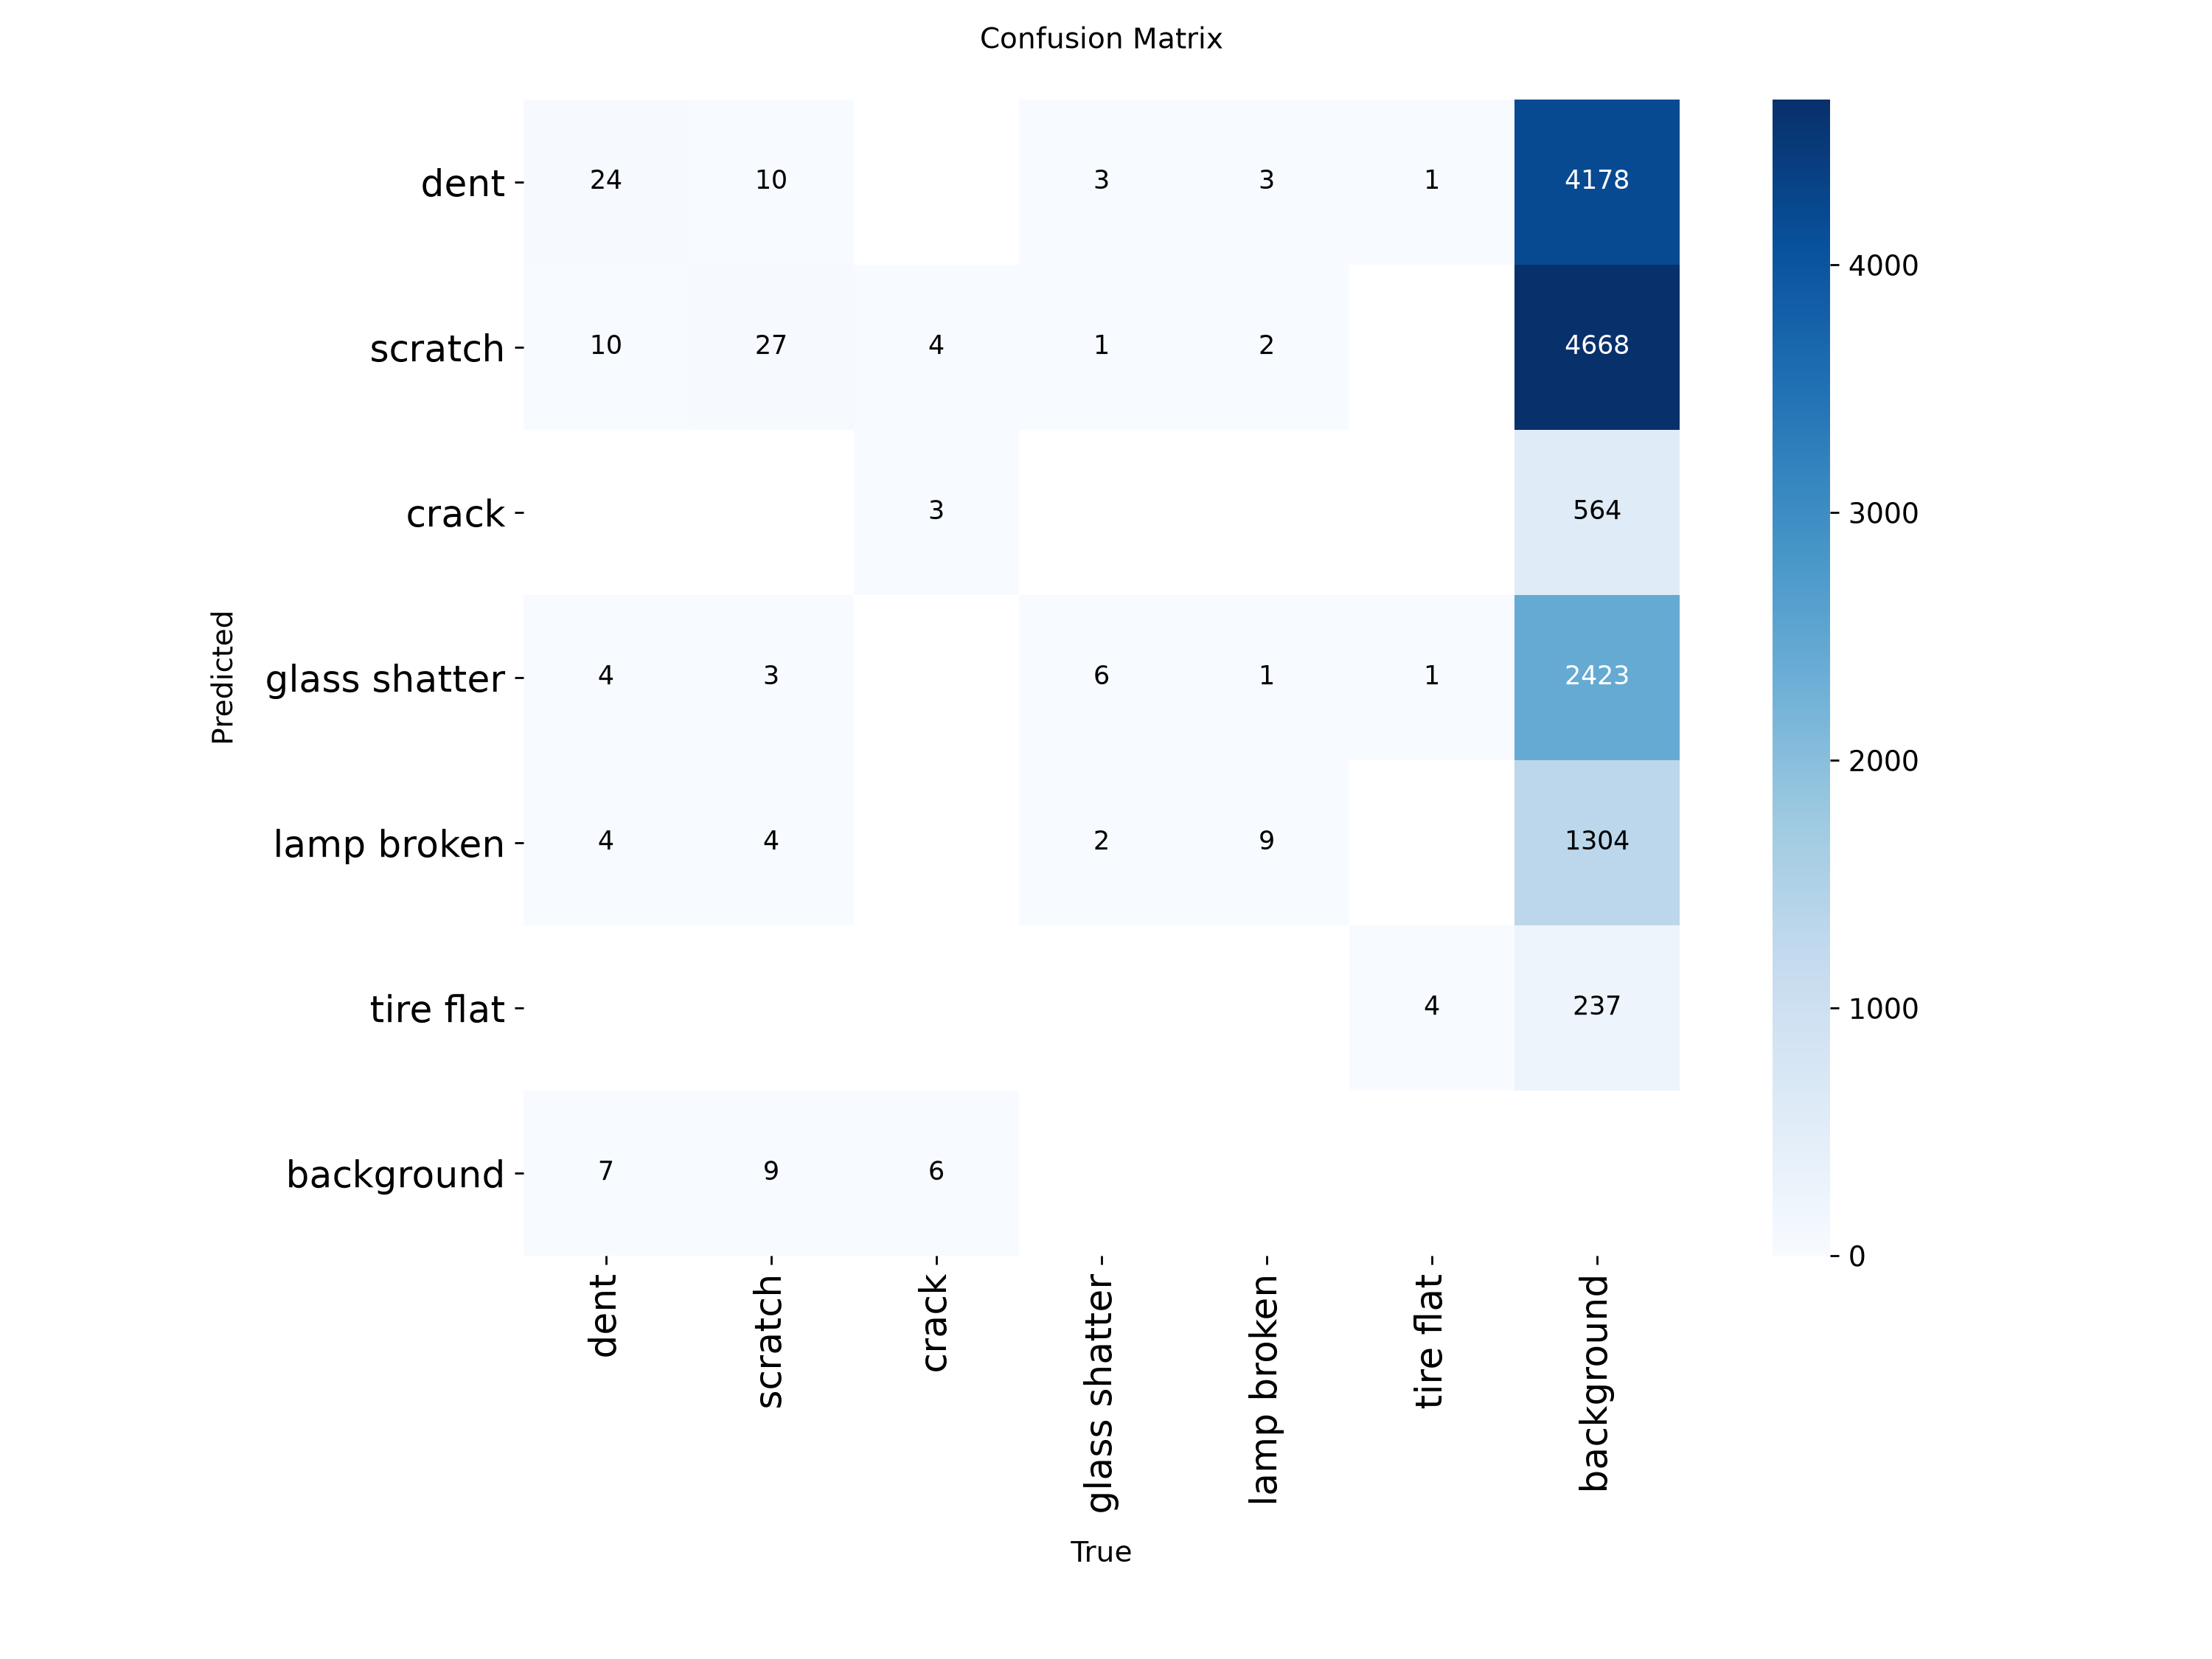 Confusion Matrix
dent 24 10 3 3 1 4178
scratch 10 27 4 1 2 4668
crack 3 564
glass shatter 4 3 6 1 1 2423
lamp broken 4 4 2 9 1304
tire flat 4 237
background 7 9 6
Predicted
dent scratch crack glass shatter lamp broken tire flat background
True
4000
3000
2000
1000
0